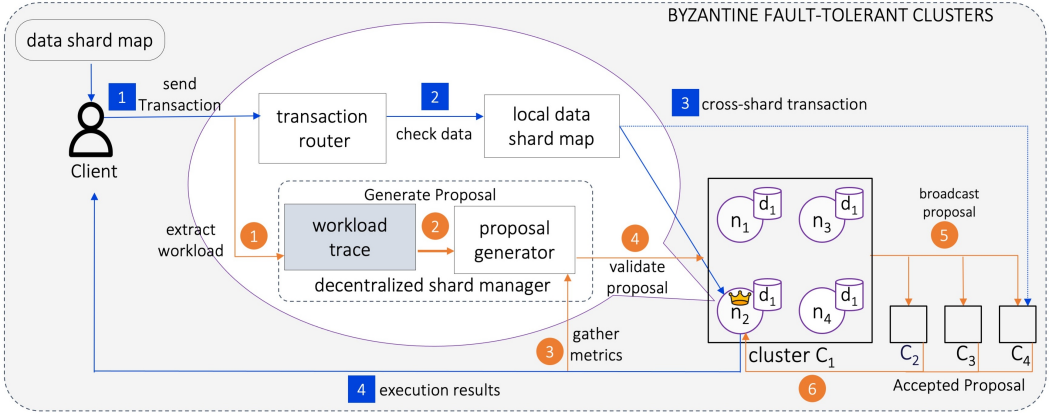 BYZANTINE FAULT-TOLERANT CLUSTERS
data shard map
1
send
Transaction
Client
transaction
router
2
check data
local data
shard map
3 cross-shard transaction
Generate Proposal
extract
workload
1
workload
trace
2
proposal
generator
decentralized shard manager
4
validate
proposal
3
gather
metrics
n1
d1
n3
d1
n2
d1
n4
d1
cluster C1
broadcast
proposal
5
C2
C3
C4
6
Accepted Proposal
4 execution results